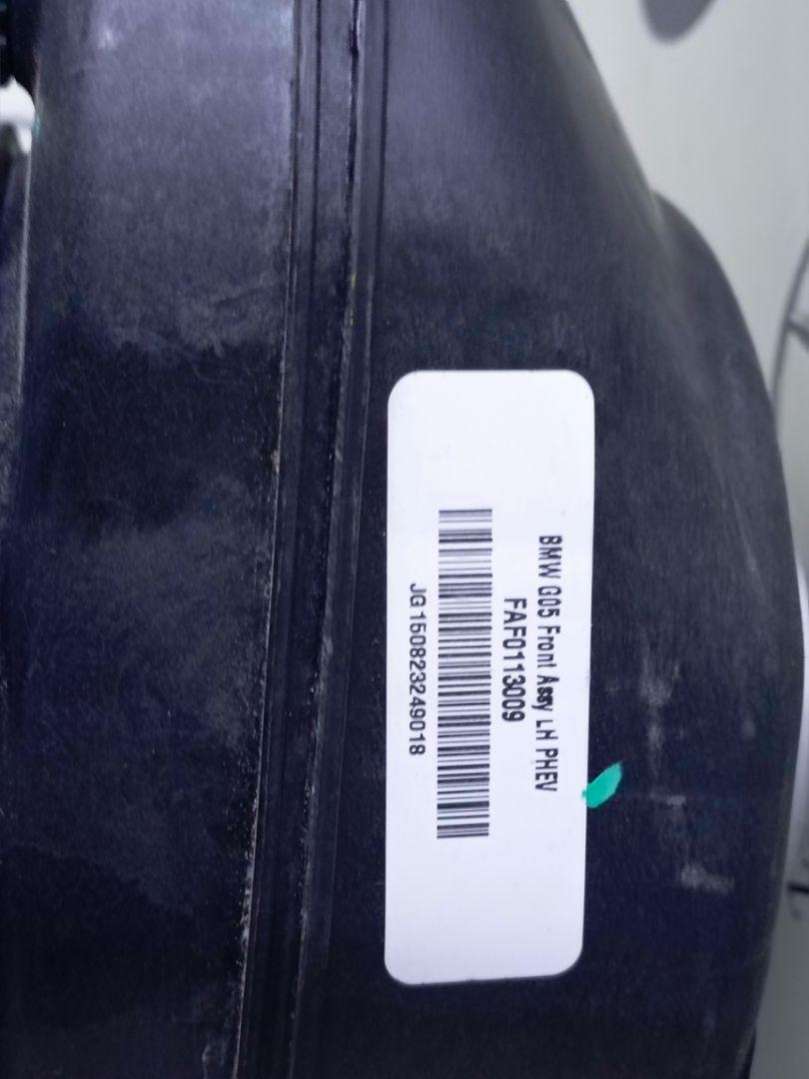 BMW G05 Front Assy LH PHEV
FAF0113009
JG150823249018